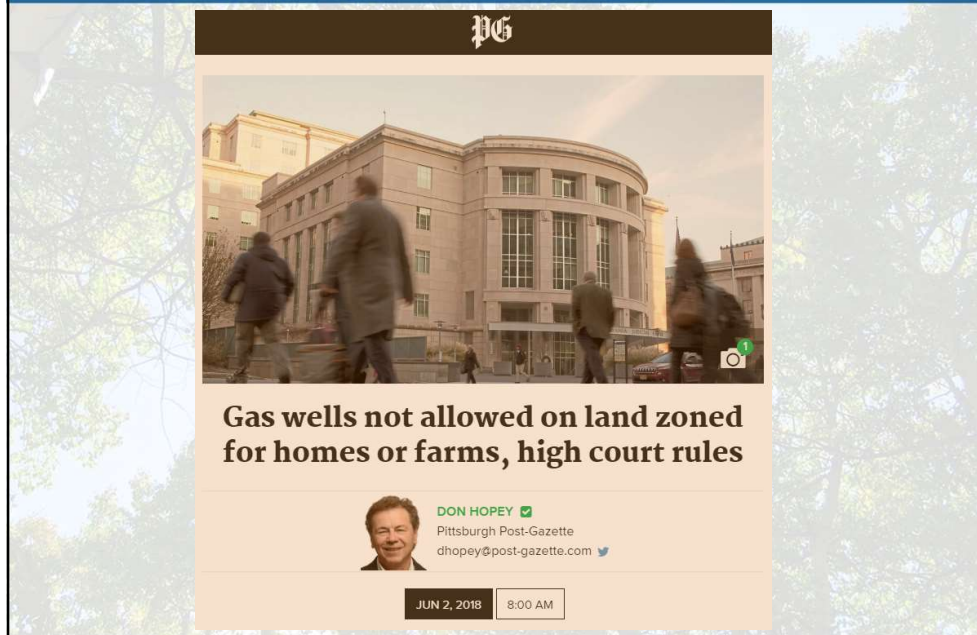 PG
1
Gas wells not allowed on land zoned
for homes or farms, high court rules
DON HOPEY
Pittsburgh Post-Gazette
dhopey@post-gazette.com
JUN 2, 2018
8:00 AM